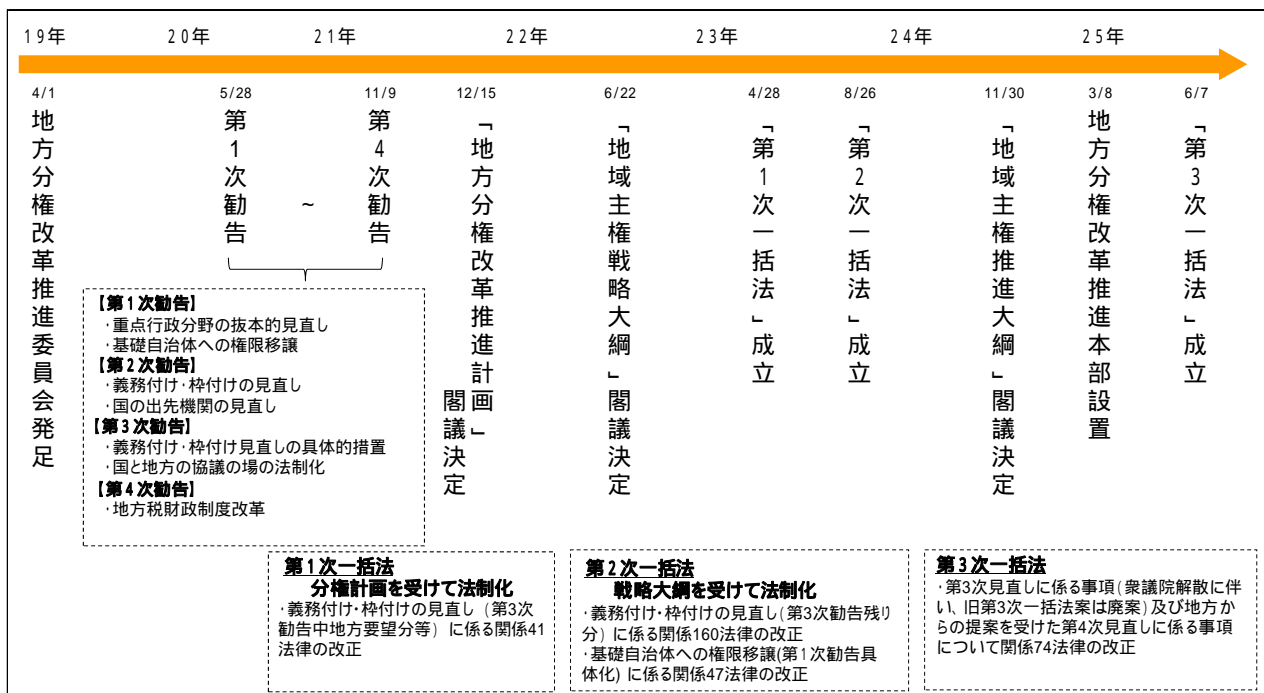 19年 20年 21年 22年 23年 24年 25年
4/1 5/28 11/9 12/15 6/22 4/28 8/26 11/30 3/8 6/7
地方分権改革推進委員会発足
第1次勧告
~
第4次勧告
「地方分権改革推進計画」
閣議決定
「地域主権戦略大綱」閣議決定
「第1次一括法」成立
「第2次一括法」成立
「地域主権推進大綱」閣議決定
地方分権改革推進本部設置
「第3次一括法」成立
【第1次勧告】
・重点行政分野の抜本的見直し
・基礎自治体への権限移譲
【第2次勧告】
・義務付け・枠付けの見直し
・国の出先機関の見直し
【第3次勧告】
・義務付け・枠付け見直しの具体的措置
・国と地方の協議の場の法制化
【第4次勧告】
・地方税財政制度改革
第1次一括法
分権計画を受けて法制化
・義務付け・枠付けの見直し (第3次
勧告中地方要望分等) に係る関係41
法律の改正
第2次一括法
戦略大綱を受けて法制化
・義務付け・枠付けの見直し(第3次勧告残り
分) に係る関係160法律の改正
・基礎自治体への権限移譲(第1次勧告具
体化) に係る関係47法律の改正
第3次一括法
・第3次見直しに係る事項(衆議院解散に伴
い、旧第3次一括法案は廃案)及び地方か
らの提案を受けた第4次見直しに係る事項
について関係74法律の改正